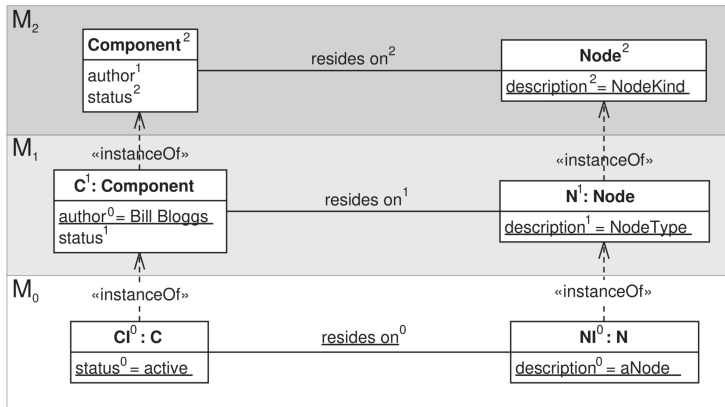 M₂
Component²
author¹
status²
resides on²
Node²
description² = NodeKind
«instanceOf»
«instanceOf»
M₁
C¹: Component
author⁰ = Bill Bloggs
status¹
resides on¹
N¹: Node
description¹ = NodeType
«instanceOf»
«instanceOf»
M₀
CI⁰: C
status⁰ = active
resides on⁰
NI⁰: N
description⁰ = aNode